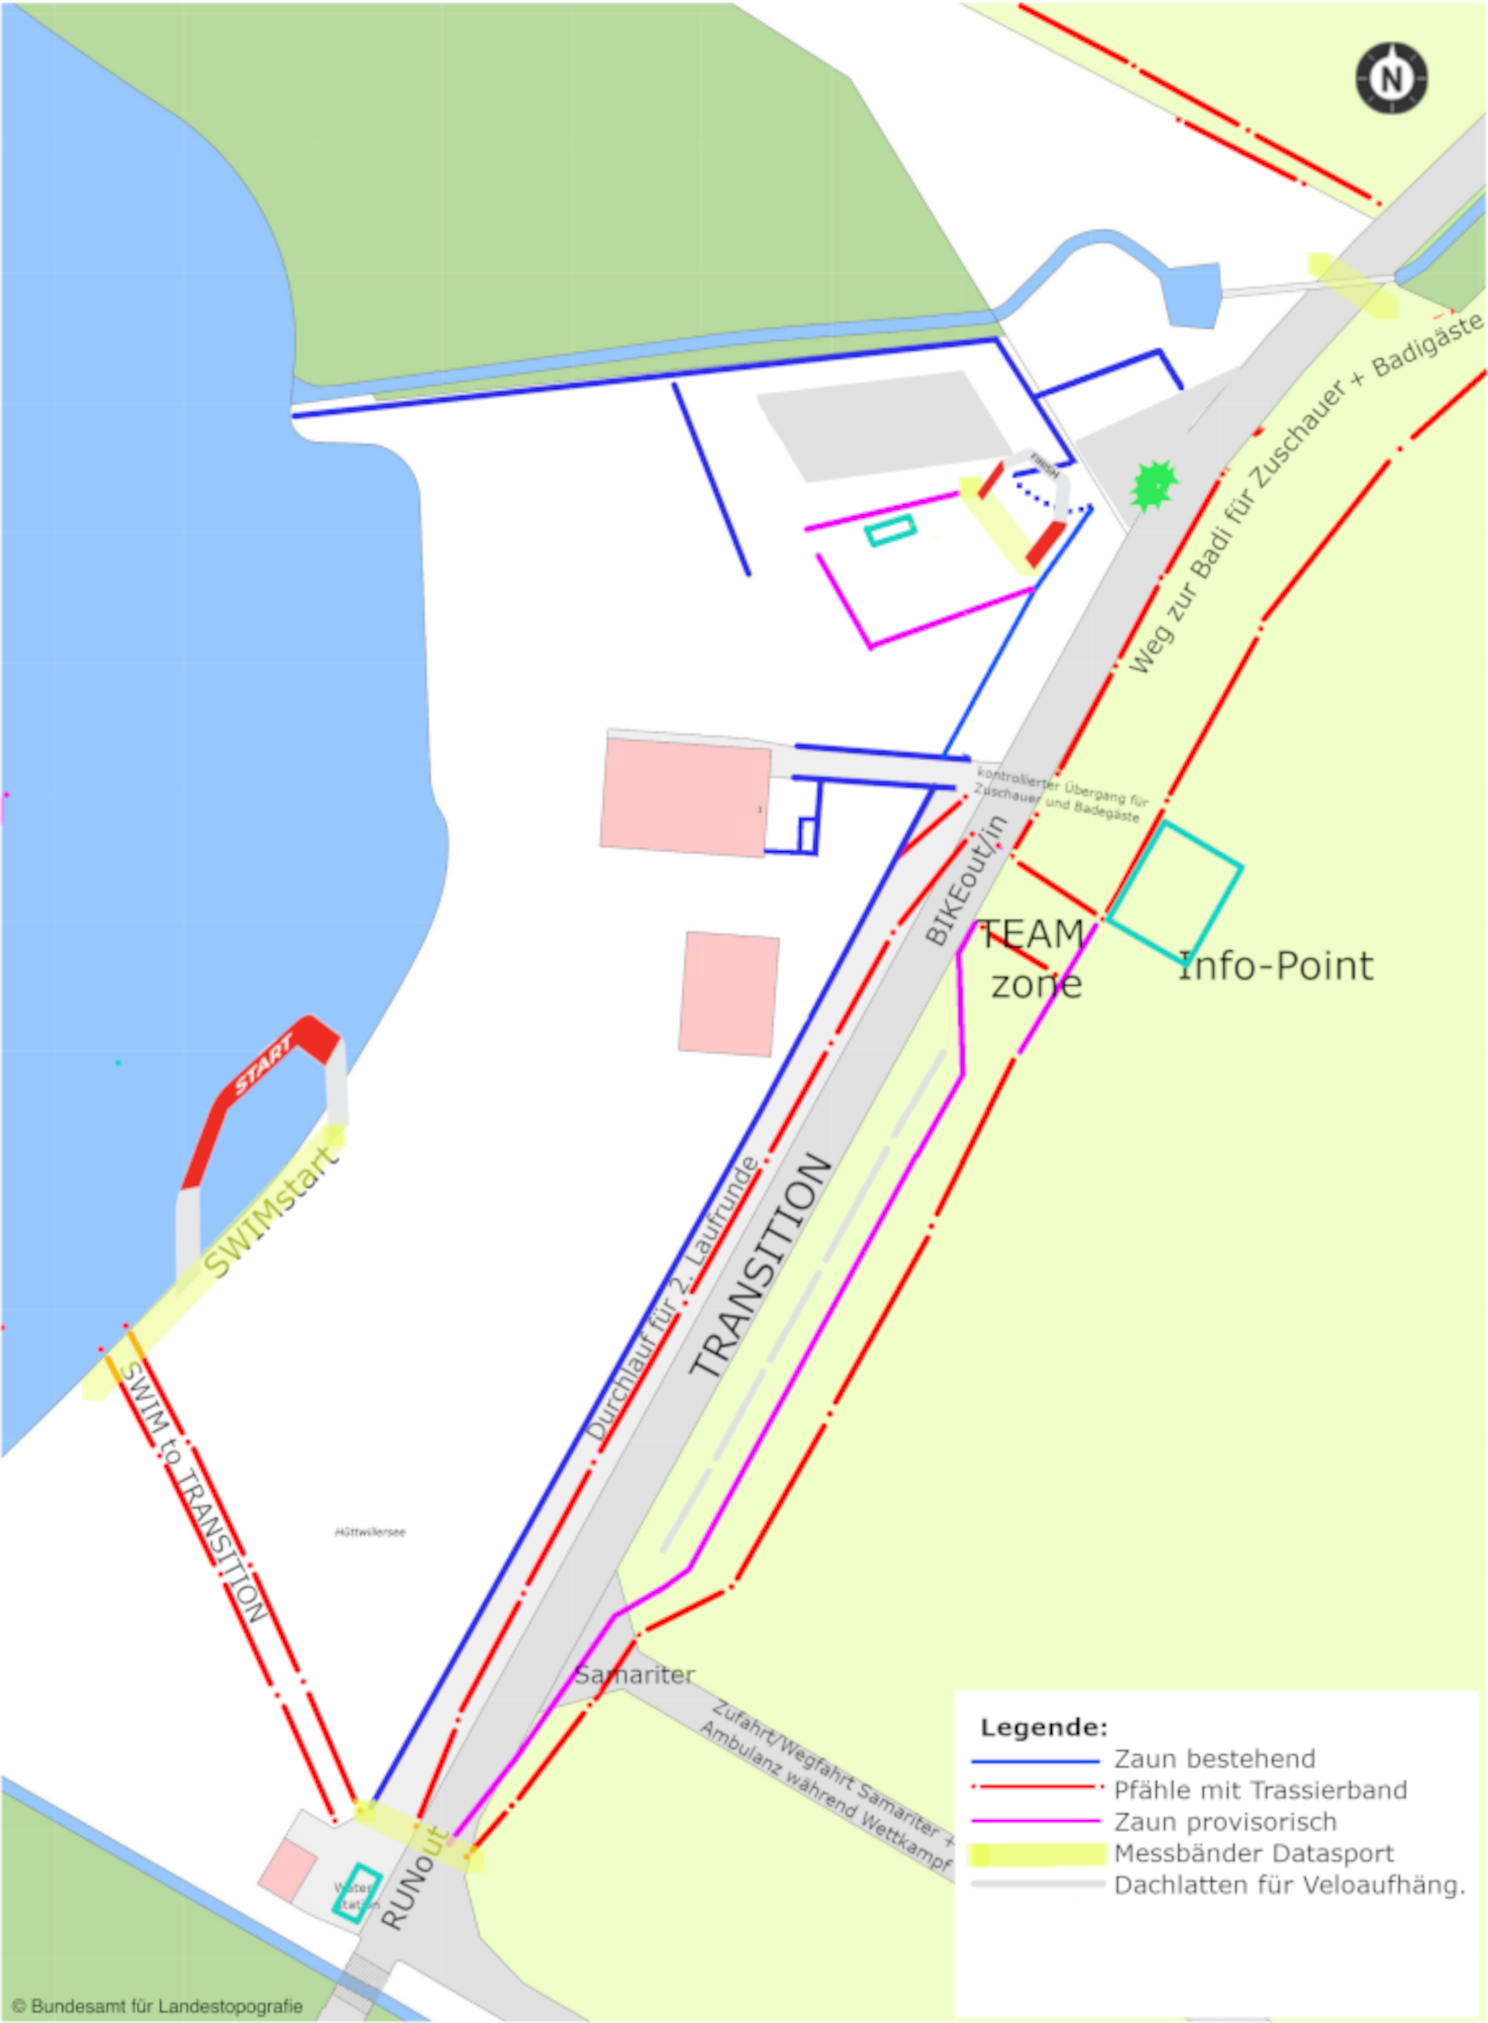 N
Weg zur Badi für Zuschauer + Badigäste
FINISH
kontrollierter Übergang für
Zuschauer und Badegäste
1
BIKEout/in
TEAM
zone
Info-Point
START
SWIMstart
TRANSITION
Durchlauf für 2. Laufrunde
SWIM to TRANSITION
Hüttwilersee
Samariter
Zufahrt/Wegfahrt Samariter +
Ambulanz während Wettkampf
RUNout
Water
station
Legende:
Zaun bestehend
Pfähle mit Trassierband
Zaun provisorisch
Messbänder Datasport
Dachlatten für Veloaufhäng.
© Bundesamt für Landestopografie